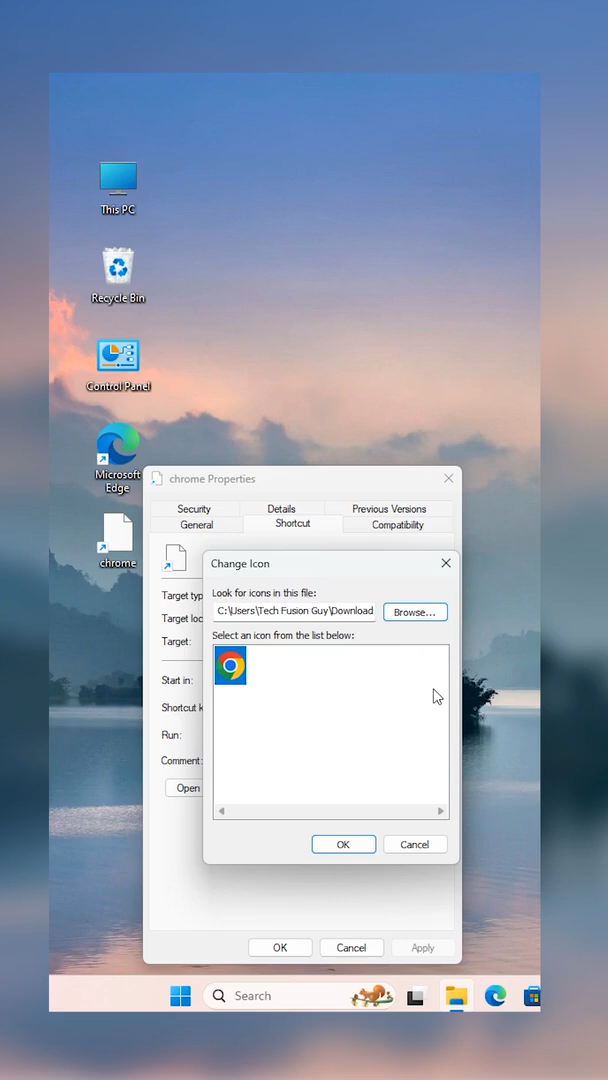 This PC
Recycle Bin
Control Panel
Microsoft
Edge
chrome
chrome Properties
Security
Details
Previous Versions
General
Shortcut
Compatibility
Target typ
Target loc
Target:
Start in:
Shortcut k
Run:
Comment:
Open
Change Icon
Look for icons in this file:
C:\Users\Tech Fusion Guy\Download
Browse...
Select an icon from the list below:
OK
Cancel
OK
Cancel
Apply
Search